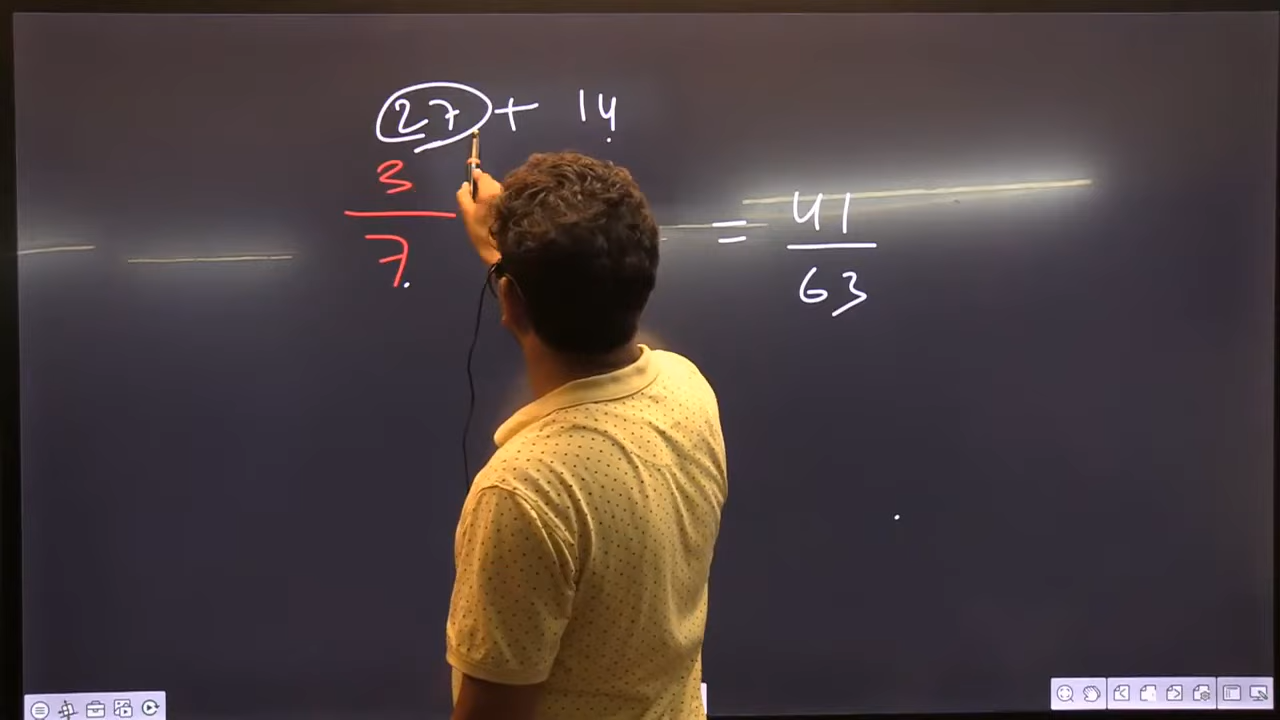 27 + 14
3
7
= 41
63